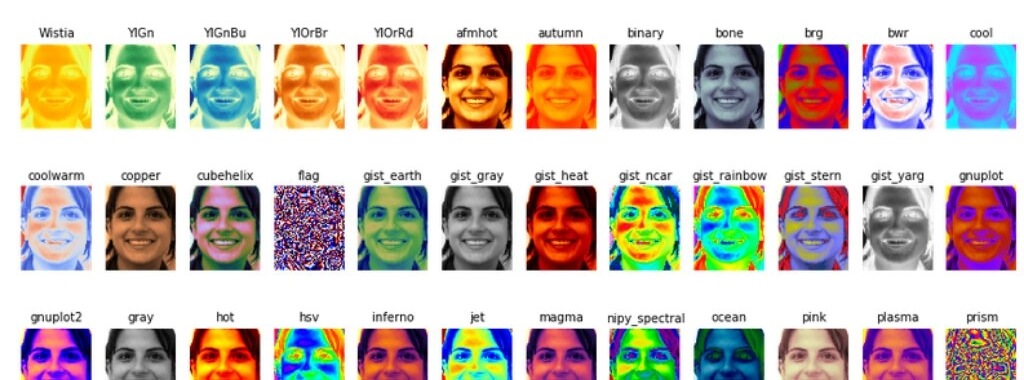 Wistia YlGn YlGnBu YlOrBr YlOrRd afmhot autumn binary bone brg bwr cool
coolwarm copper cubehelix flag gist_earth gist_gray gist_heat gist_ncar gist_rainbow gist_stern gist_yarg gnuplot
gnuplot2 gray hot hsv inferno jet magma nipy_spectral ocean pink plasma prism